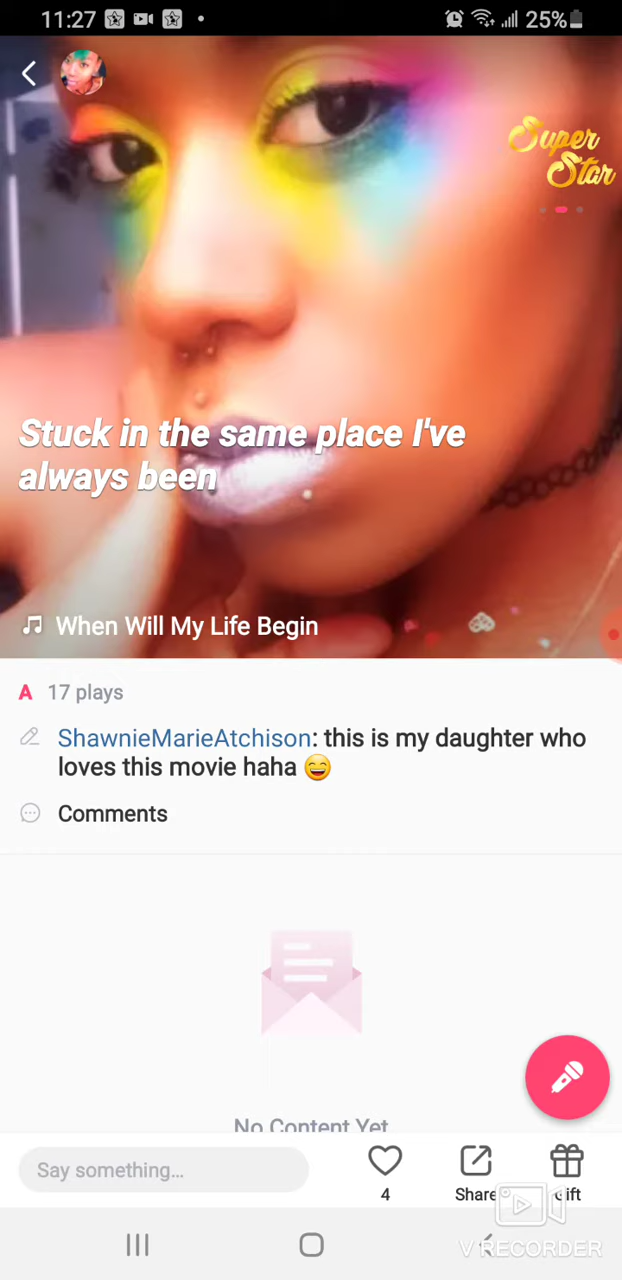 11:27
25%
Super
Star
Stuck in the same place I've
always been
When Will My Life Begin
A 17 plays
ShawnieMarieAtchison: this is my daughter who
loves this movie haha 😄
Comments
No Content Yet
Say something...
4
Share
Gift
V RECORDER